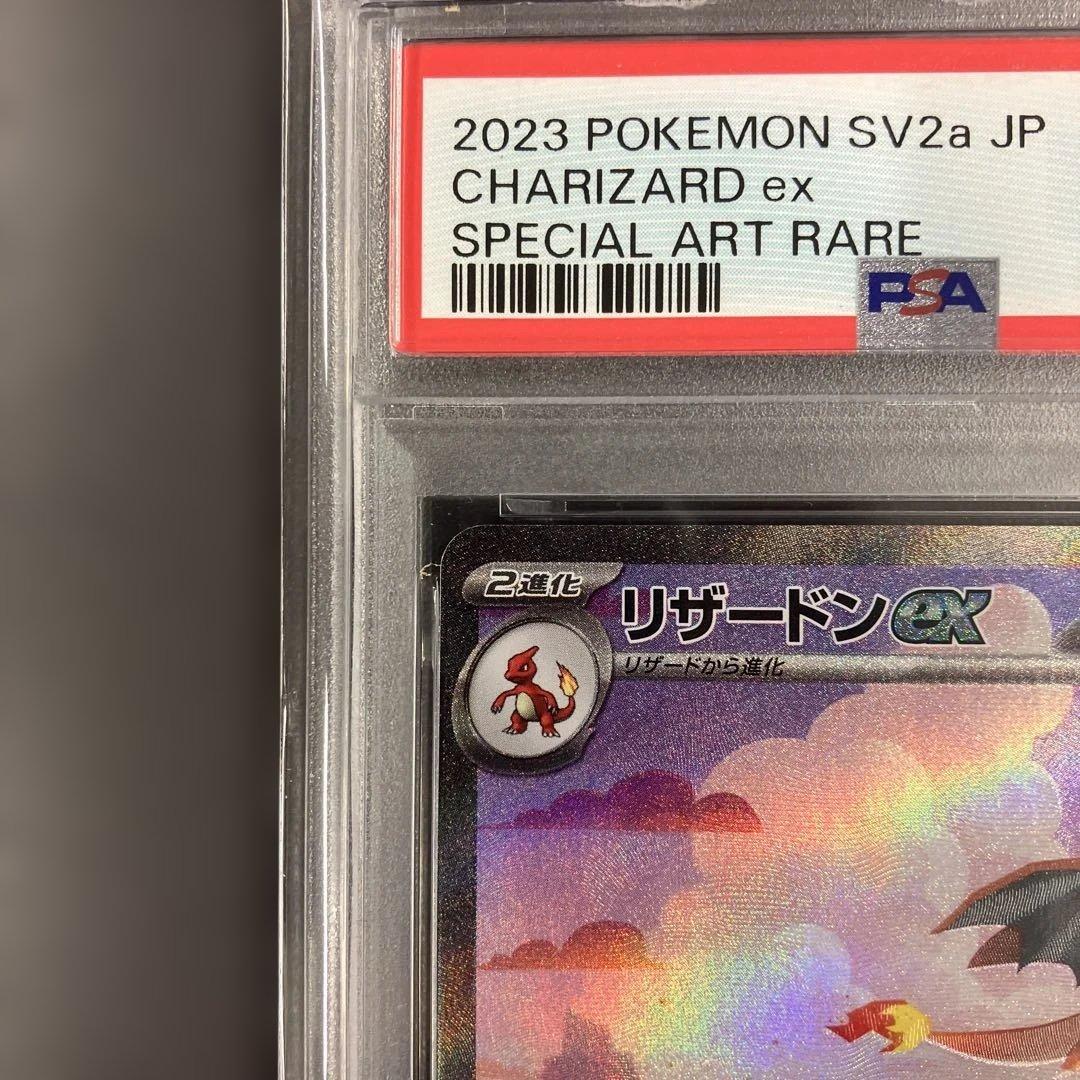 2023 POKEMON SV2a JP
CHARIZARD ex
SPECIAL ART RARE
PSA
2進化
リザードンex
リザードから進化